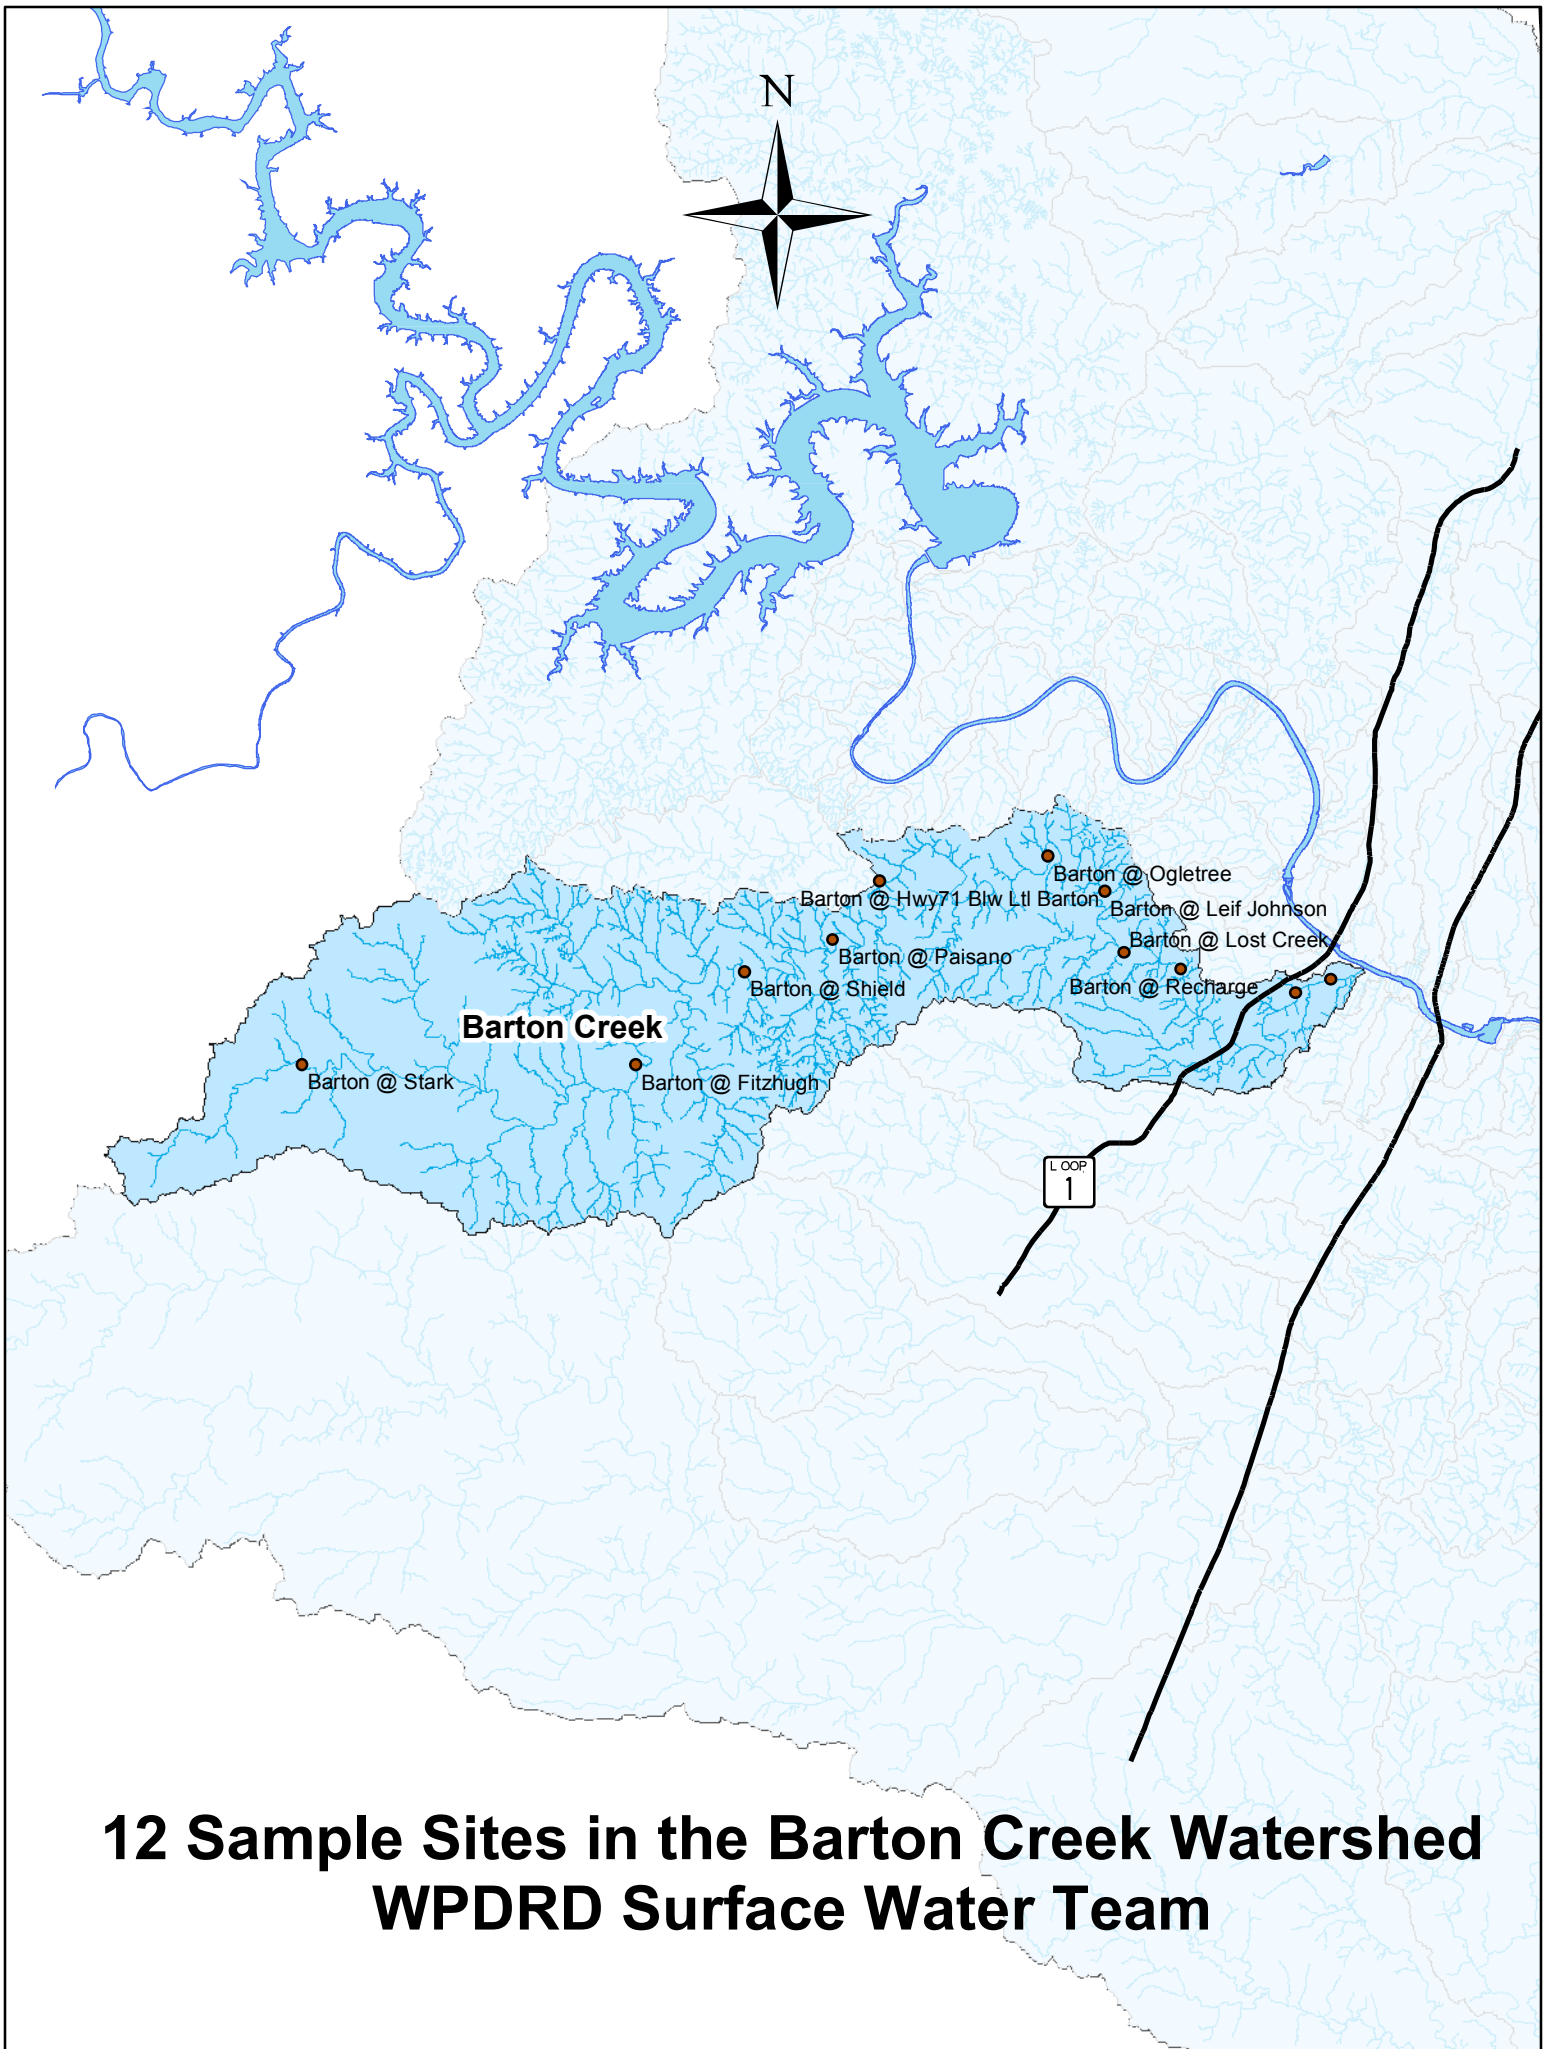 N
Barton @ Ogletree
Barton @ Hwy71 Blw Ltl Barton
Barton @ Leif Johnson
Barton @ Lost Creek
Barton @ Paisano
Barton @ Recharge
Barton @ Shield
Barton Creek
Barton @ Stark
Barton @ Fitzhugh
LOOP
1
12 Sample Sites in the Barton Creek Watershed
WPDRD Surface Water Team